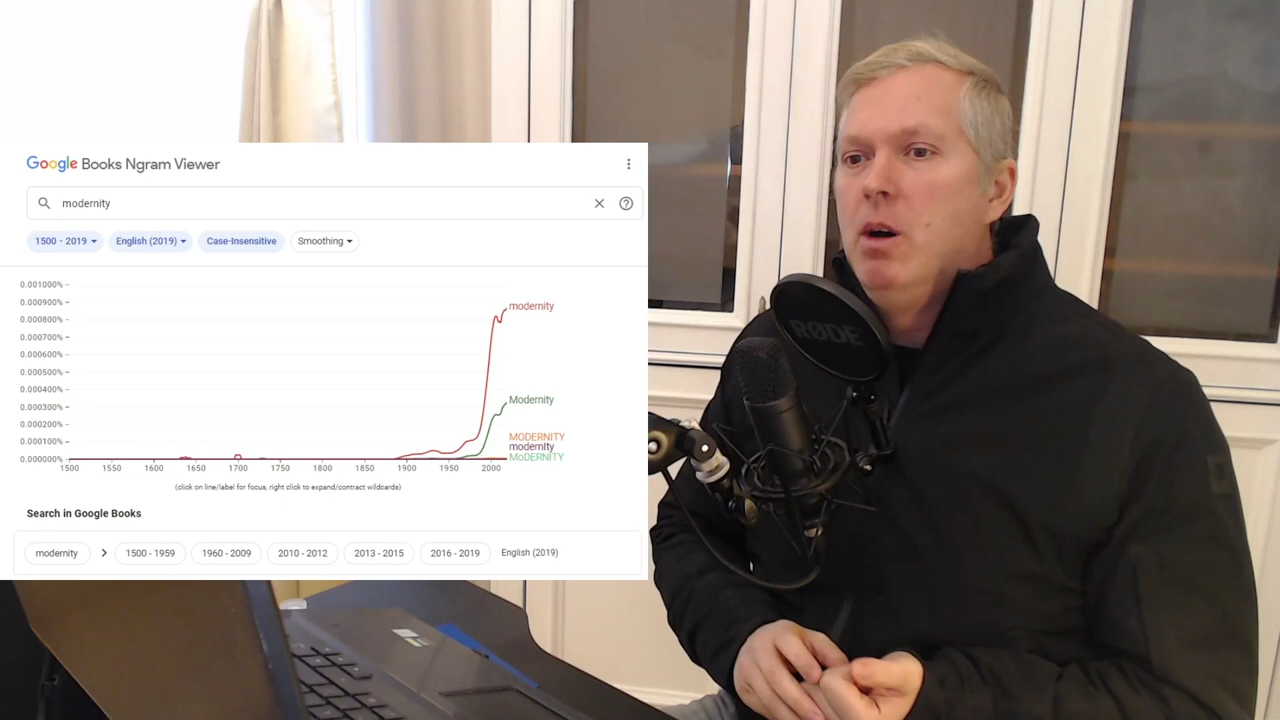 Google Books Ngram Viewer
modernity
1500 - 2019 English (2019) Case-Insensitive Smoothing
0.001000%
0.000900%
modernity
0.000800%
0.000700%
0.000600%
0.000500%
0.000400%
Modernity
0.000300%
0.000200%
MODERNITY
0.000100%
modernity
MoDERNITY
0.000000%
1500 1550 1600 1650 1700 1750 1800 1850 1900 1950 2000
(click on line/label for focus, right click to expand/contract wildcards)
Search in Google Books
modernity 1500 - 1959 1960 - 2009 2010 - 2012 2013 - 2015 2016 - 2019 English (2019)
RØDE